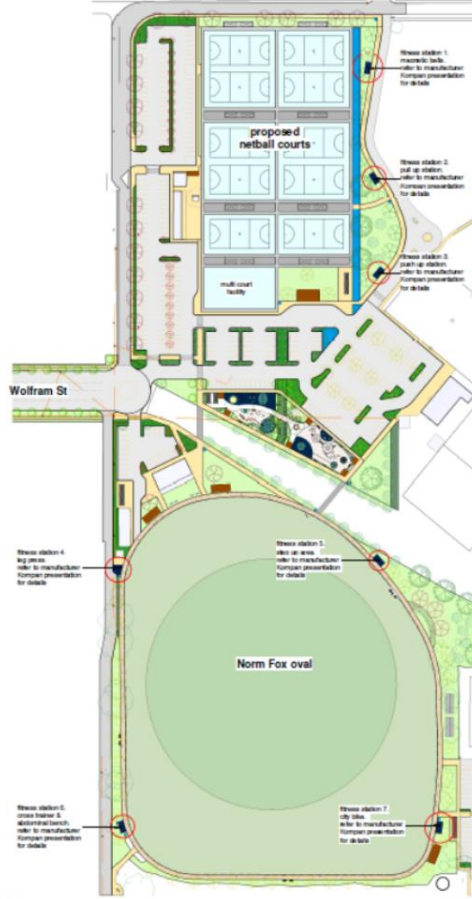 fitness station 1.
magnetic bells.
refer to manufacturer
Kompan presentation
for details
proposed
netball courts
fitness station 2.
pull up station.
refer to manufacturer
Kompan presentation
for details
fitness station 3.
push up station.
refer to manufacturer
Kompan presentation
for details
multi court
facility
Wolfram St
fitness station 4.
leg press.
refer to manufacturer
Kompan presentation
for details
fitness station 5.
step up area.
refer to manufacturer
Kompan presentation
for details
Norm Fox oval
fitness station 6.
cross trainer &
abdominal bench.
refer to manufacturer
Kompan presentation
for details
fitness station 7.
city bike.
refer to manufacturer
Kompan presentation
for details